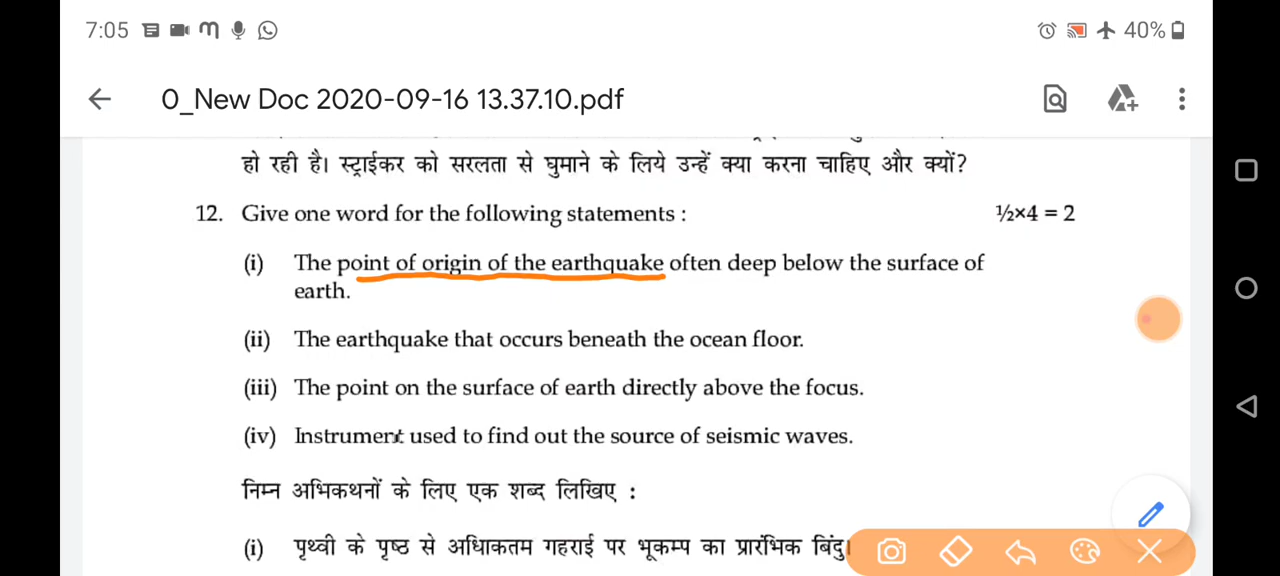 7:05 40%
0_New Doc 2020-09-16 13.37.10.pdf
हो रही है। स्ट्राईकर को सरलता से घुमाने के लिये उन्हें क्या करना चाहिए और क्यों?
12. Give one word for the following statements : ½×4 = 2
(i) The point of origin of the earthquake often deep below the surface of
earth.
(ii) The earthquake that occurs beneath the ocean floor.
(iii) The point on the surface of earth directly above the focus.
(iv) Instrument used to find out the source of seismic waves.
निम्न अभिकथनों के लिए एक शब्द लिखिए :
(i) पृथ्वी के पृष्ठ से अधिाकतम गहराई पर भूकम्प का प्रारंभिक बिंदु।